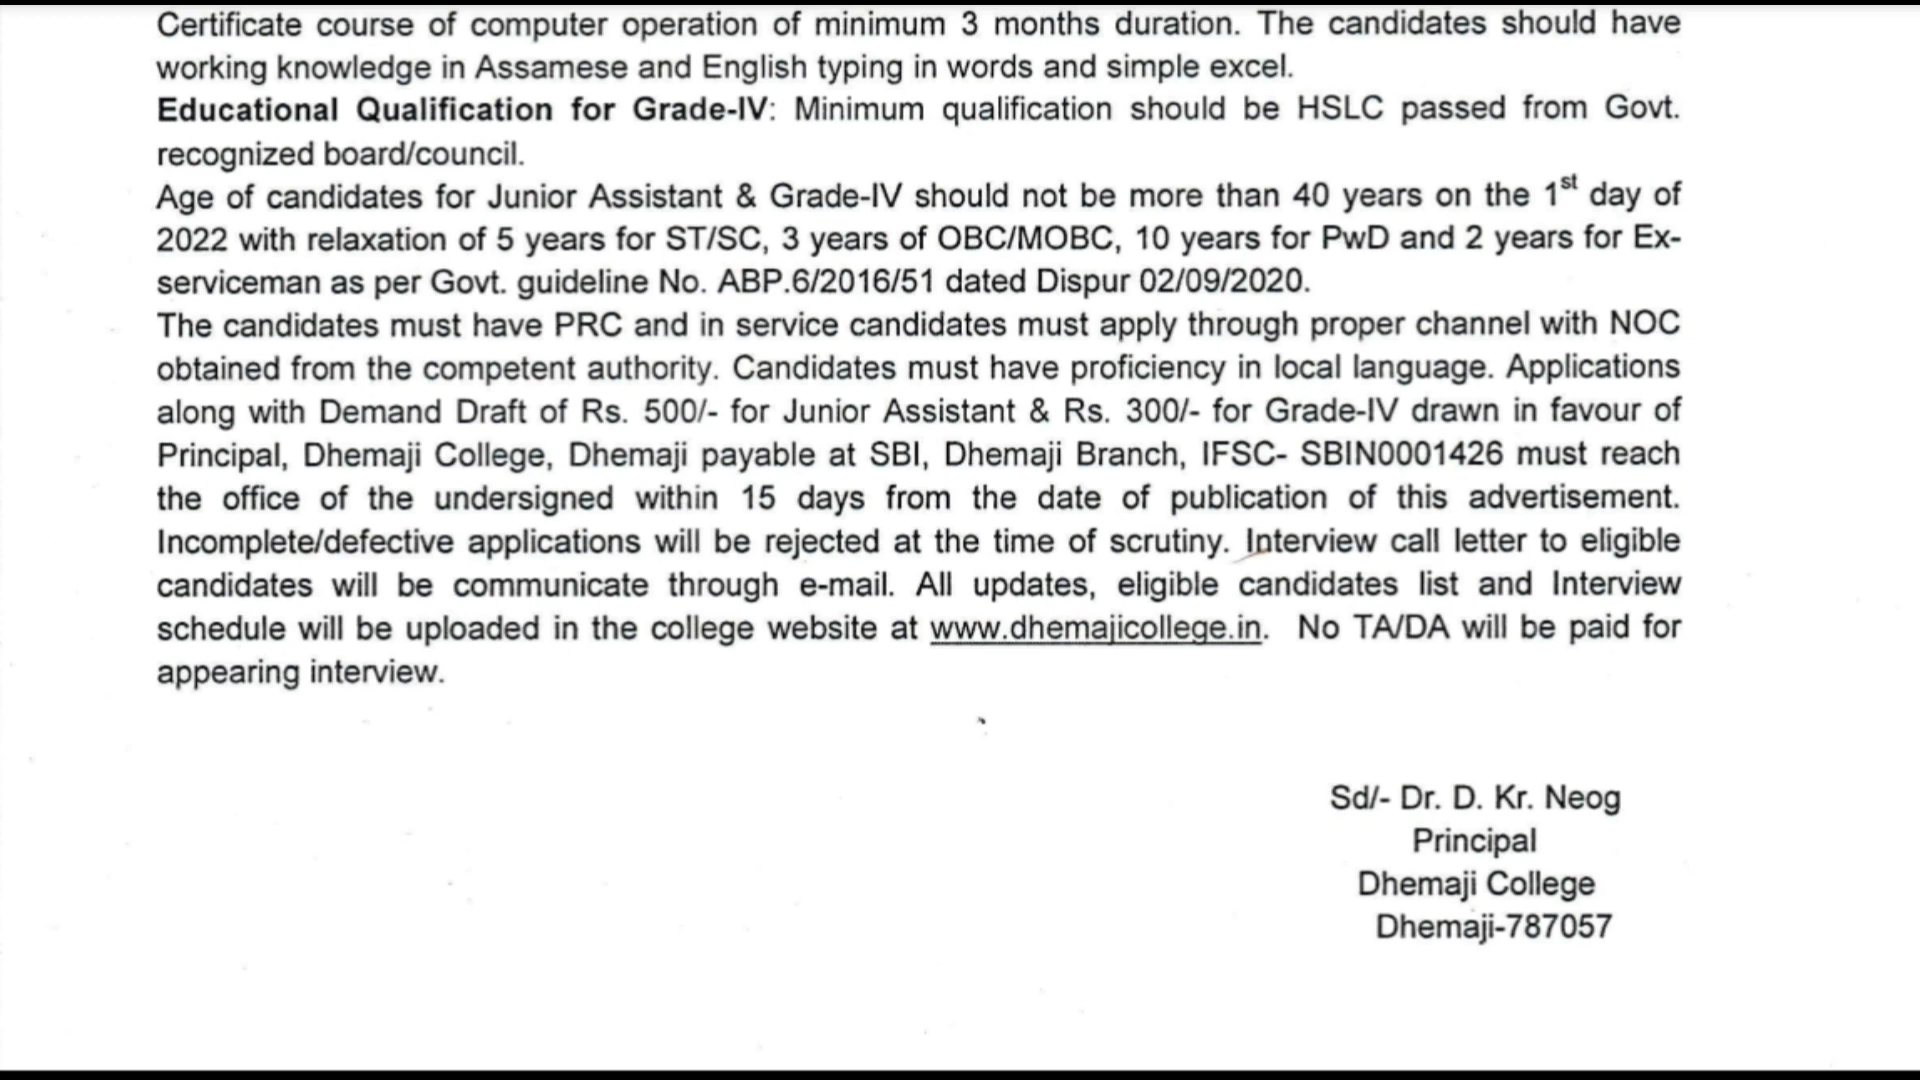 Certificate course of computer operation of minimum 3 months duration. The candidates should have
working knowledge in Assamese and English typing in words and simple excel.
Educational Qualification for Grade-IV: Minimum qualification should be HSLC passed from Govt.
recognized board/council.
Age of candidates for Junior Assistant & Grade-IV should not be more than 40 years on the 1st day of
2022 with relaxation of 5 years for ST/SC, 3 years of OBC/MOBC, 10 years for PwD and 2 years for Ex-
serviceman as per Govt. guideline No. ABP.6/2016/51 dated Dispur 02/09/2020.
The candidates must have PRC and in service candidates must apply through proper channel with NOC
obtained from the competent authority. Candidates must have proficiency in local language. Applications
along with Demand Draft of Rs. 500/- for Junior Assistant & Rs. 300/- for Grade-IV drawn in favour of
Principal, Dhemaji College, Dhemaji payable at SBI, Dhemaji Branch, IFSC- SBIN0001426 must reach
the office of the undersigned within 15 days from the date of publication of this advertisement.
Incomplete/defective applications will be rejected at the time of scrutiny. Interview call letter to eligible
candidates will be communicate through e-mail. All updates, eligible candidates list and Interview
schedule will be uploaded in the college website at www.dhemajicollege.in. No TA/DA will be paid for
appearing interview.
Sd/- Dr. D. Kr. Neog
Principal
Dhemaji College
Dhemaji-787057